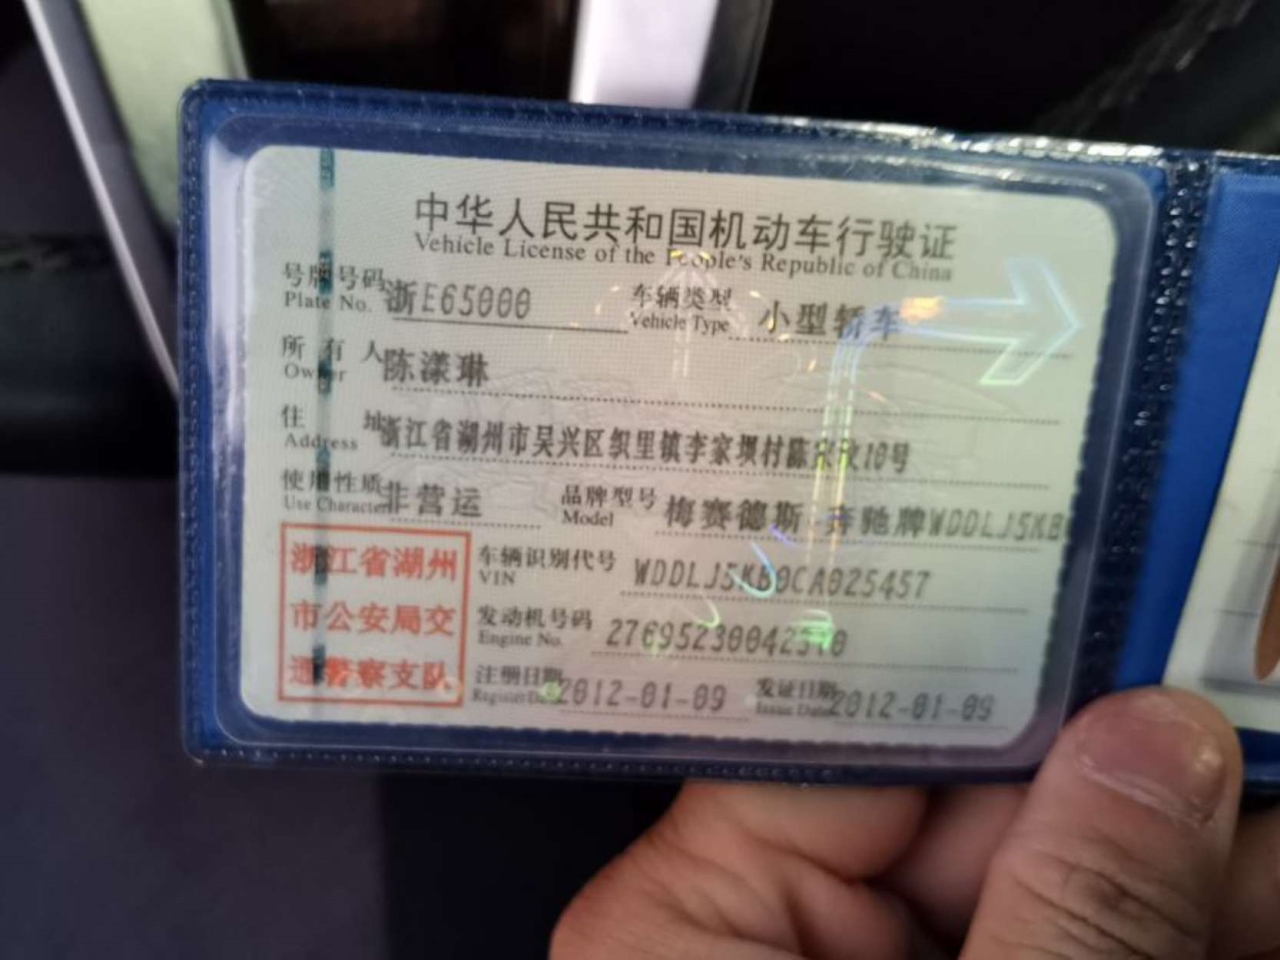 中华人民共和国机动车行驶证
Vehicle License of the People's Republic of China
号牌号码 浙E65000 车辆类型 小型轿车
Plate No. Vehicle Type
所有人 陈漾琳
Owner
住址 浙江省湖州市吴兴区织里镇李家坝村陈家 10号
Address
使用性质 非营运 品牌型号 梅赛德斯-奔驰牌WDDLJ5KB
Use Character Model
浙江省湖州
市公安局交
通警察支队
车辆识别代号 WDDLJ5KB0CA025457
VIN
发动机号码
Engine No.
注册日期 2012-01-09 发证日期 2012-01-09
Register Date Issue Date